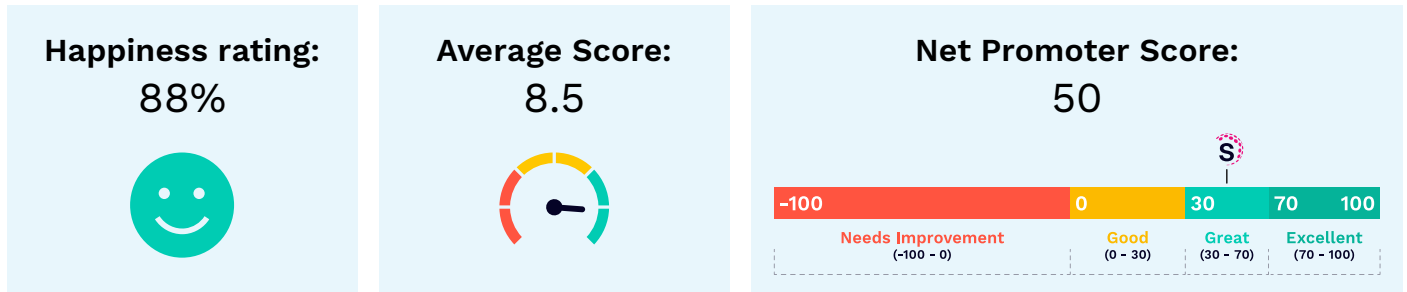 Happiness rating:
88%
Average Score:
8.5
Net Promoter Score:
50
S
-100 0 30 70 100
Needs Improvement Good Great Excellent
(-100 - 0) (0 - 30) (30 - 70) (70 - 100)